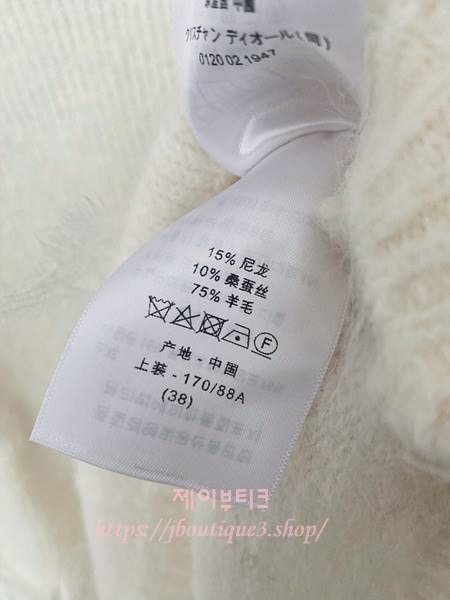 クリスチャン ディオール(同)
0120 02 1947
15% 尼龙
10% 桑蚕丝
75% 羊毛
F
产地 - 中国
上装 - 170/88A
(38)
제이부티크
https://jboutique3.shop/